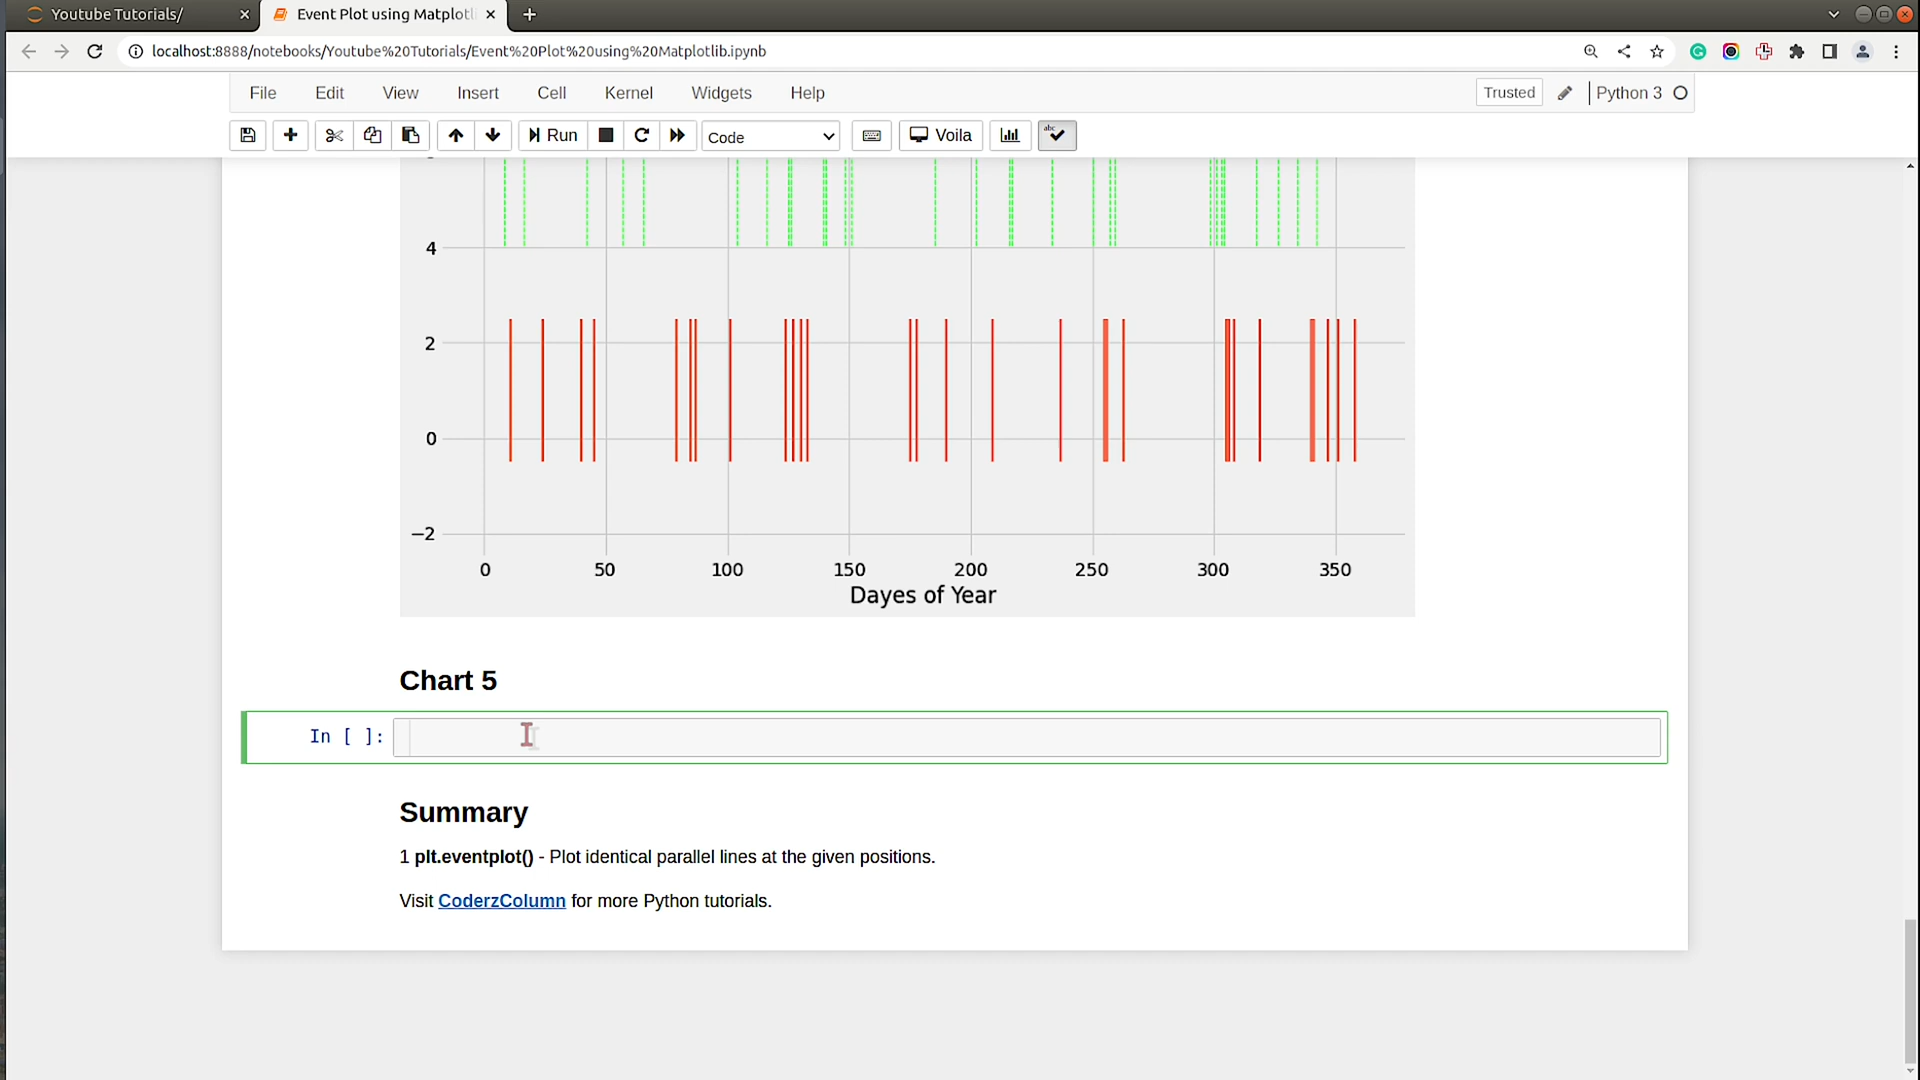 Youtube Tutorials/
Event Plot using Matplotli
localhost:8888/notebooks/Youtube%20Tutorials/Event%20Plot%20using%20Matplotlib.ipynb
File Edit View Insert Cell Kernel Widgets Help Trusted Python 3
Run Code Voila abc
4
2
0
−2
0 50 100 150 200 250 300 350
Dayes of Year
Chart 5
In [ ]:
Summary
1 plt.eventplot() - Plot identical parallel lines at the given positions.
Visit CoderzColumn for more Python tutorials.